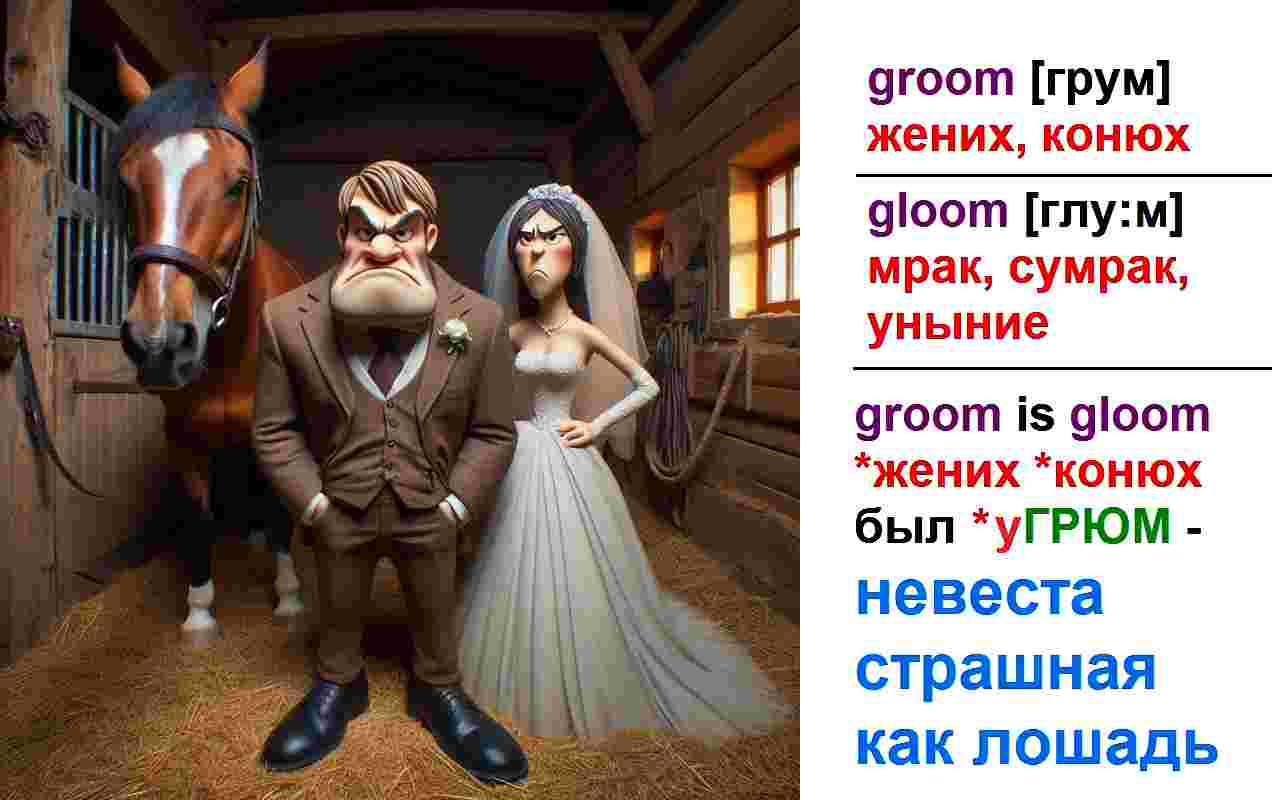 groom [грум]
жених, конюх
gloom [глу:м]
мрак, сумрак,
уныние
groom is gloom
*жених *конюх
был *уГРЮМ -
невеста
страшная
как лошадь